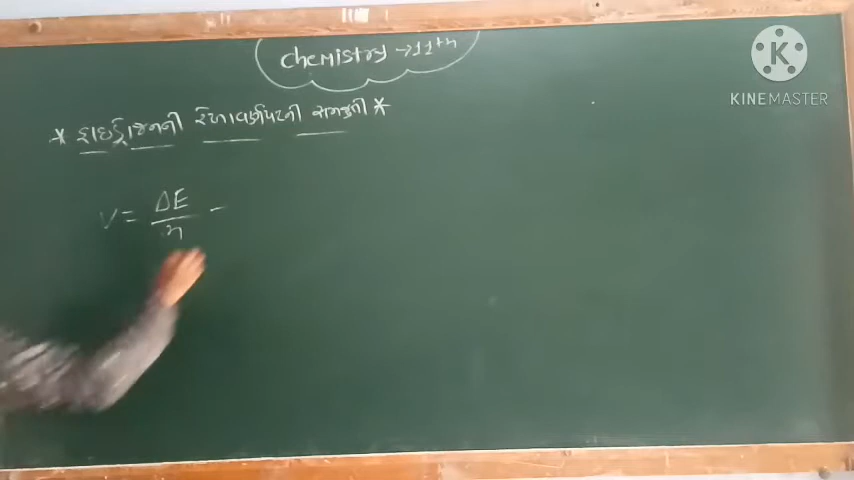 Chemistry → 11th
* હાઇડ્રોજનની રેખાવર્ણપટની સમજુતી *
ν = ΔE
n
-
K
KINEMASTER